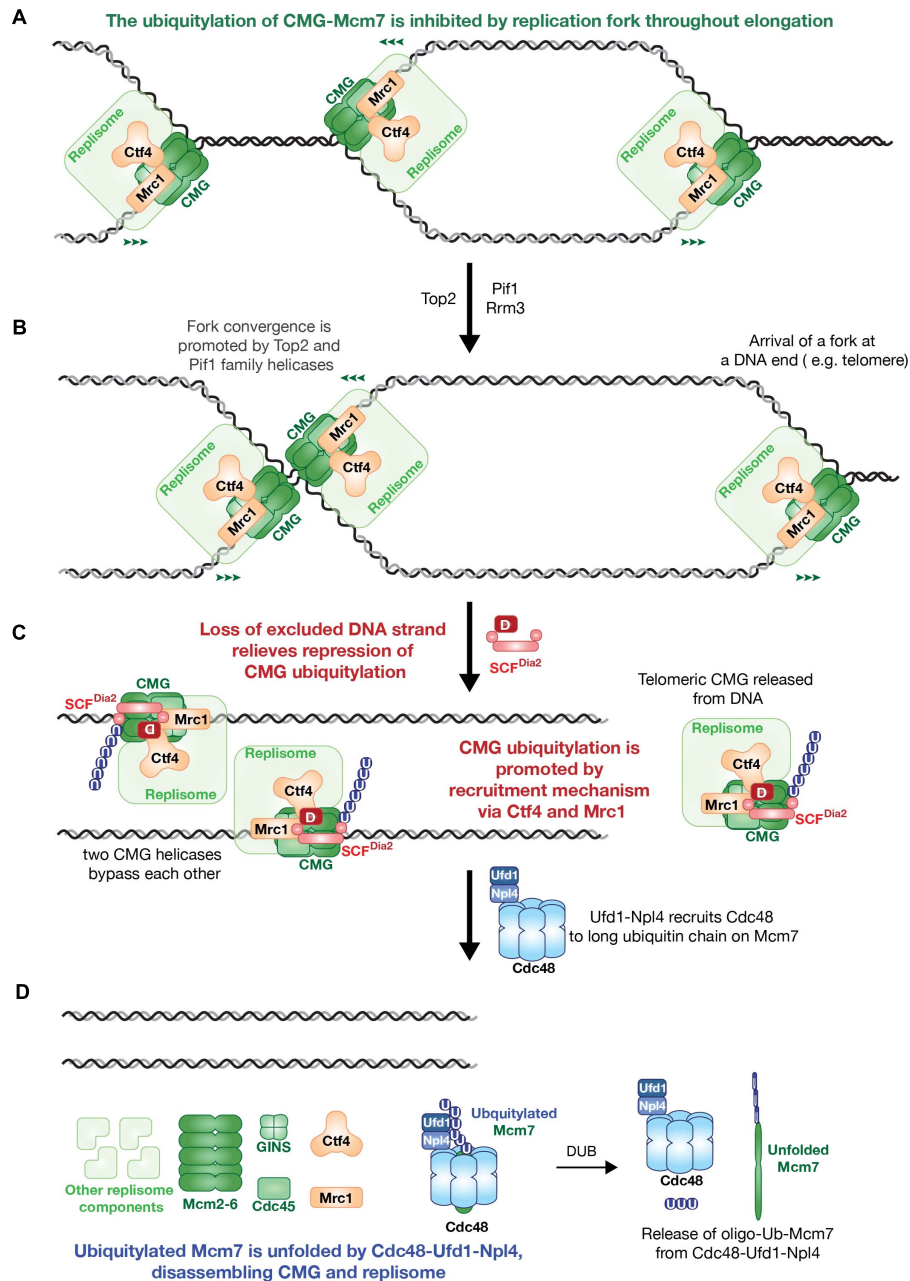 A
The ubiquitylation of CMG-Mcm7 is inhibited by replication fork throughout elongation
Replisome
Ctf4
Mrc1
CMG
CMG
Mrc1
Ctf4
Replisome
Replisome
Ctf4
Mrc1
CMG
Top2
Pif1
Rrm3
B
Fork convergence is
promoted by Top2 and
Pif1 family helicases
Arrival of a fork at
a DNA end ( e.g. telomere)
Replisome
Ctf4
Mrc1
CMG
CMG
Mrc1
Ctf4
Replisome
Replisome
Ctf4
Mrc1
CMG
C
Loss of excluded DNA strand
relieves repression of
CMG ubiquitylation
D
SCFDia2
CMG
SCFDia2
Mrc1
D
Ctf4
Replisome
UUUUUU
Replisome
Ctf4
D
Mrc1
CMG
SCFDia2
UUUUUU
two CMG helicases
bypass each other
CMG ubiquitylation is
promoted by
recruitment mechanism
via Ctf4 and Mrc1
Telomeric CMG released
from DNA
Replisome
Ctf4
D
Mrc1
CMG
SCFDia2
UUUUUU
Ufd1
Npl4
Cdc48
Ufd1-Npl4 recruits Cdc48
to long ubiquitin chain on Mcm7
D
Other replisome
components
Mcm2-6
GINS
Cdc45
Ctf4
Mrc1
Ufd1
Npl4
UUUUUU
Ubquitylated
Mcm7
Cdc48
DUB
Ufd1
Npl4
Cdc48
UUU
Unfolded
Mcm7
Release of oligo-Ub-Mcm7
from Cdc48-Ufd1-Npl4
Ubiquitylated Mcm7 is unfolded by Cdc48-Ufd1-Npl4,
disassembling CMG and replisome